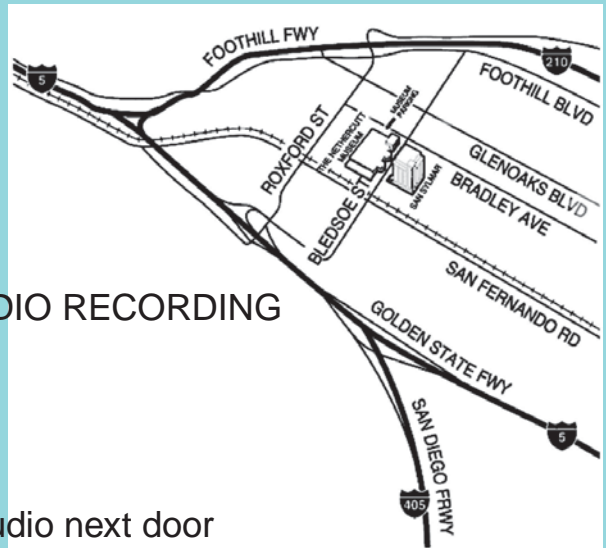 FOOTHILL FWY
5
210
FOOTHILL BLVD
MUSEUM
PARKING
ROXFORD ST
THE NETHERCUTT
MUSEUM
GLENOAKS BLVD
SAN SYLMAR
BRADLEY AVE
BLEDSOE ST
SAN FERNANDO RD
DIO RECORDING
GOLDEN STATE FWY
SAN DIEGO FRWY
5
405
udio next door